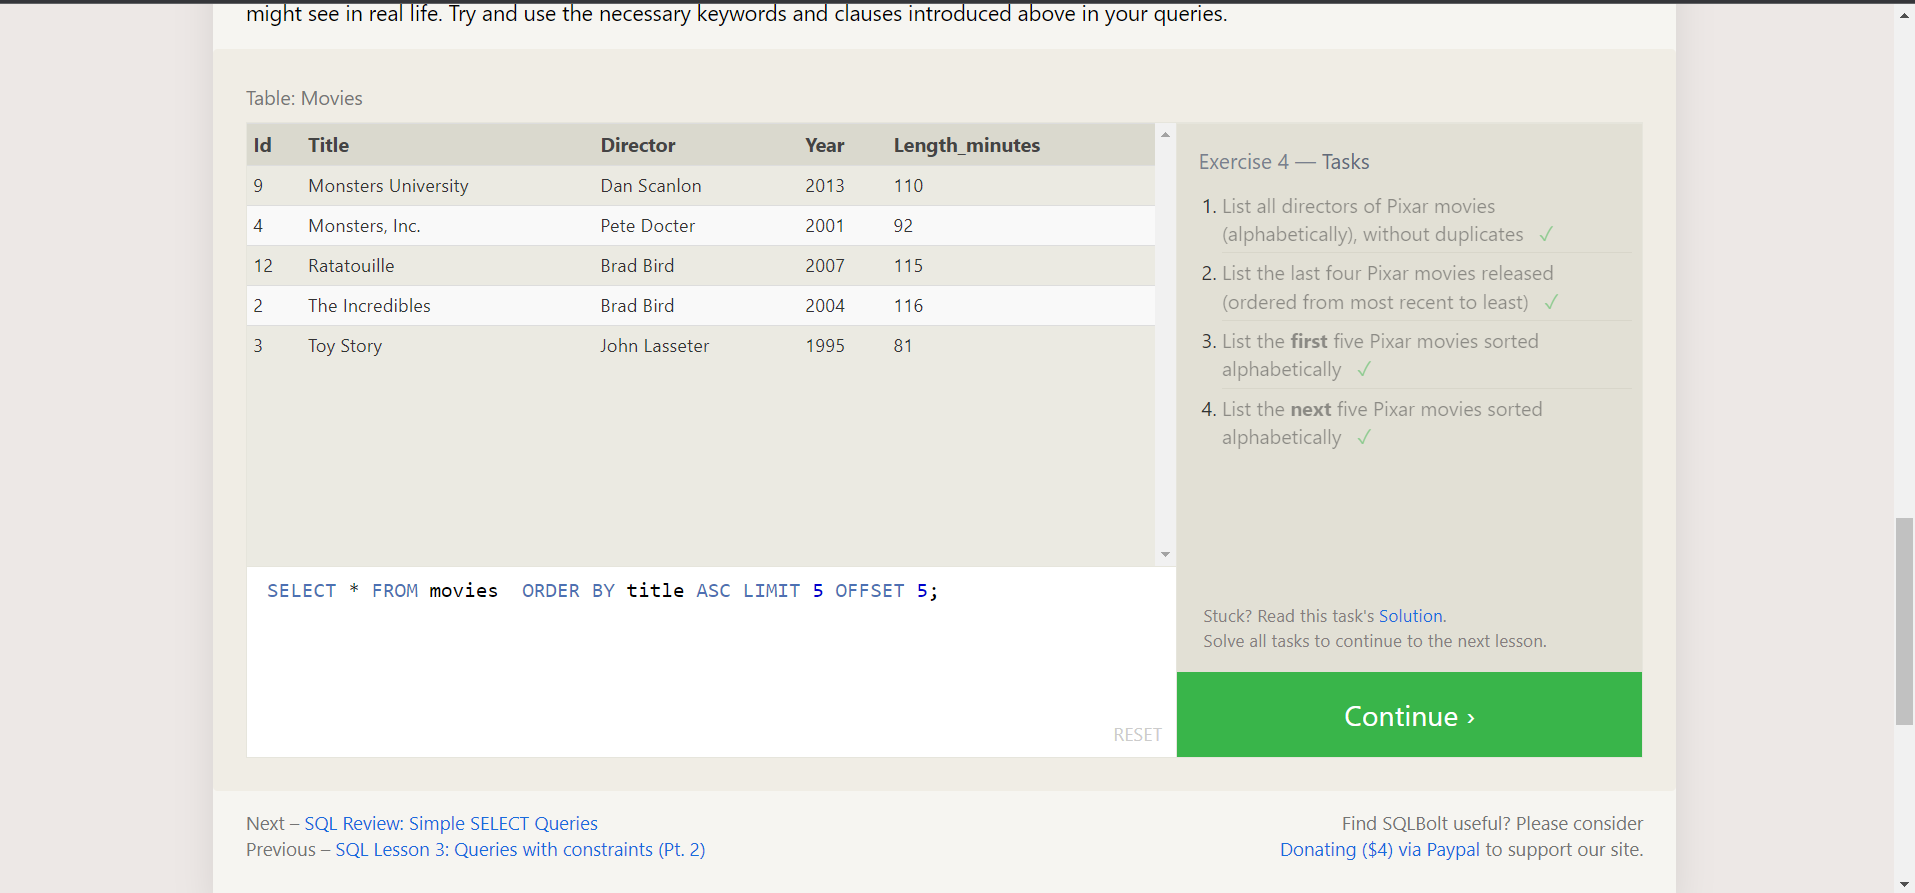 might see in real life. Try and use the necessary keywords and clauses introduced above in your queries.
Table: Movies
Id Title Director Year Length_minutes
9 Monsters University Dan Scanlon 2013 110
4 Monsters, Inc. Pete Docter 2001 92
12 Ratatouille Brad Bird 2007 115
2 The Incredibles Brad Bird 2004 116
3 Toy Story John Lasseter 1995 81
SELECT * FROM movies  ORDER BY title ASC LIMIT 5 OFFSET 5;
RESET
Exercise 4 — Tasks
1. List all directors of Pixar movies
(alphabetically), without duplicates ✓
2. List the last four Pixar movies released
(ordered from most recent to least) ✓
3. List the first five Pixar movies sorted
alphabetically ✓
4. List the next five Pixar movies sorted
alphabetically ✓
Stuck? Read this task's Solution.
Solve all tasks to continue to the next lesson.
Continue ›
Next – SQL Review: Simple SELECT Queries
Previous – SQL Lesson 3: Queries with constraints (Pt. 2)
Find SQLBolt useful? Please consider
Donating ($4) via Paypal to support our site.